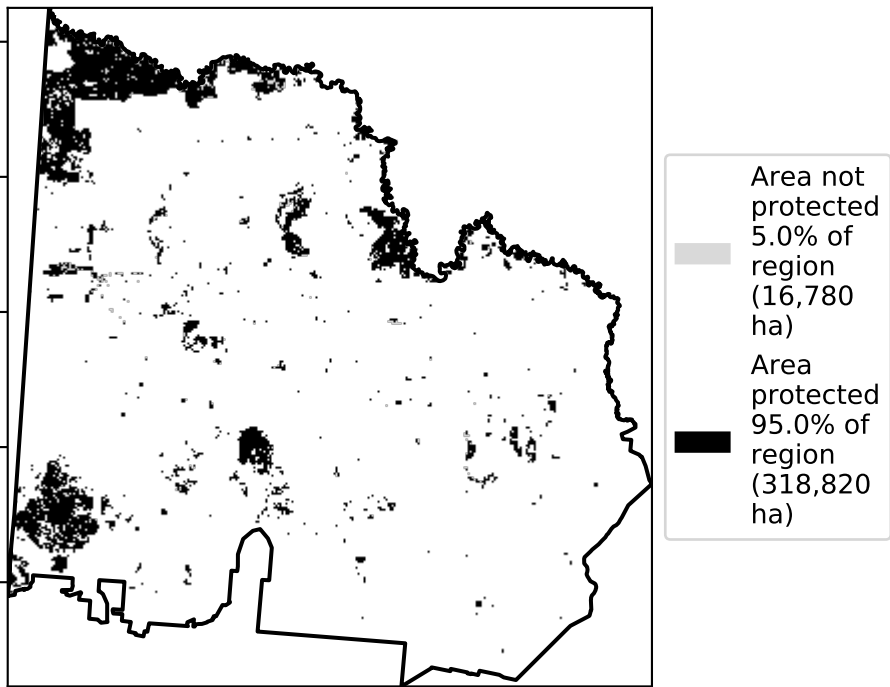 Area not
protected
5.0% of
region
(16,780
ha)
Area
protected
95.0% of
region
(318,820
ha)